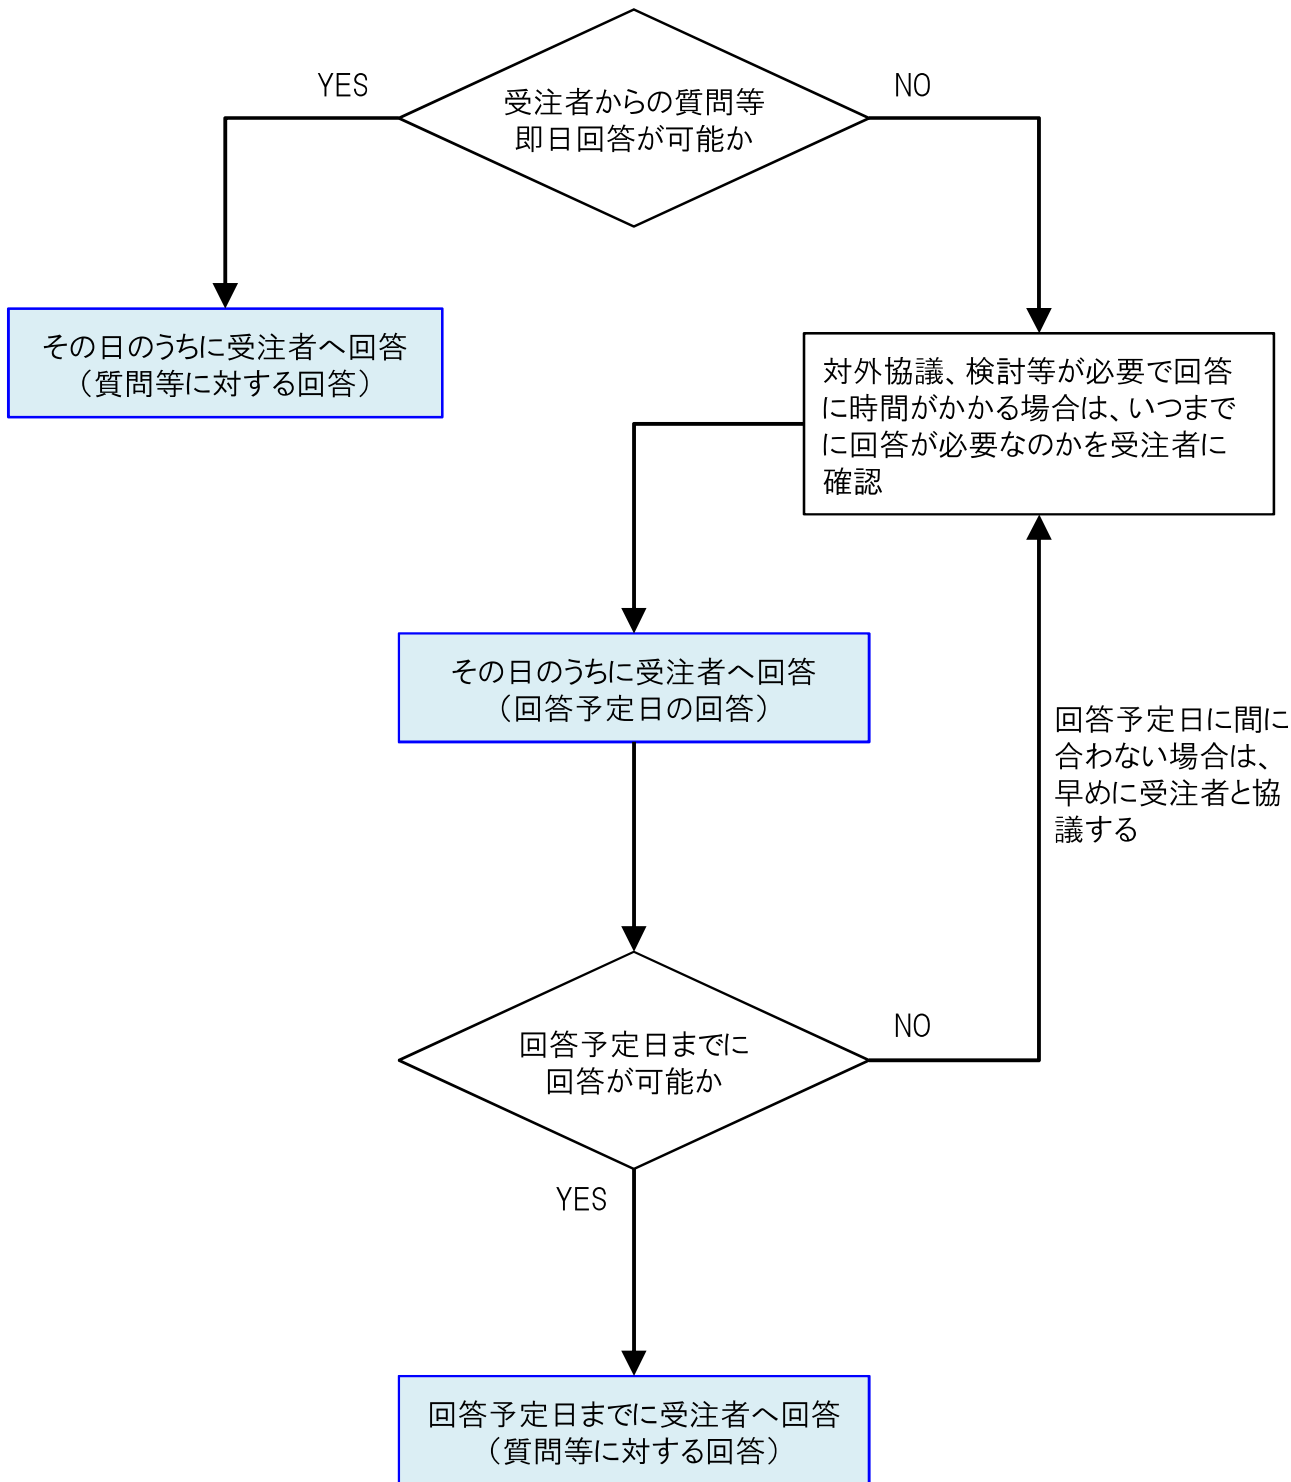 YES
受注者からの質問等
即日回答が可能か
NO
その日のうちに受注者へ回答
（質問等に対する回答）
対外協議、検討等が必要で回答
に時間がかかる場合は、いつまで
に回答が必要なのかを受注者に
確認
その日のうちに受注者へ回答
（回答予定日の回答）
回答予定日に間に
合わない場合は、
早めに受注者と協
議する
回答予定日までに
回答が可能か
NO
YES
回答予定日までに受注者へ回答
（質問等に対する回答）